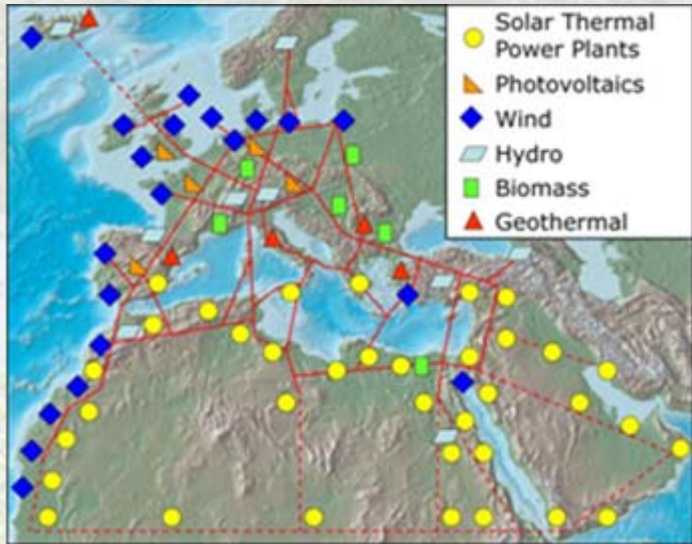 Solar Thermal
Power Plants
Photovoltaics
Wind
Hydro
Biomass
Geothermal